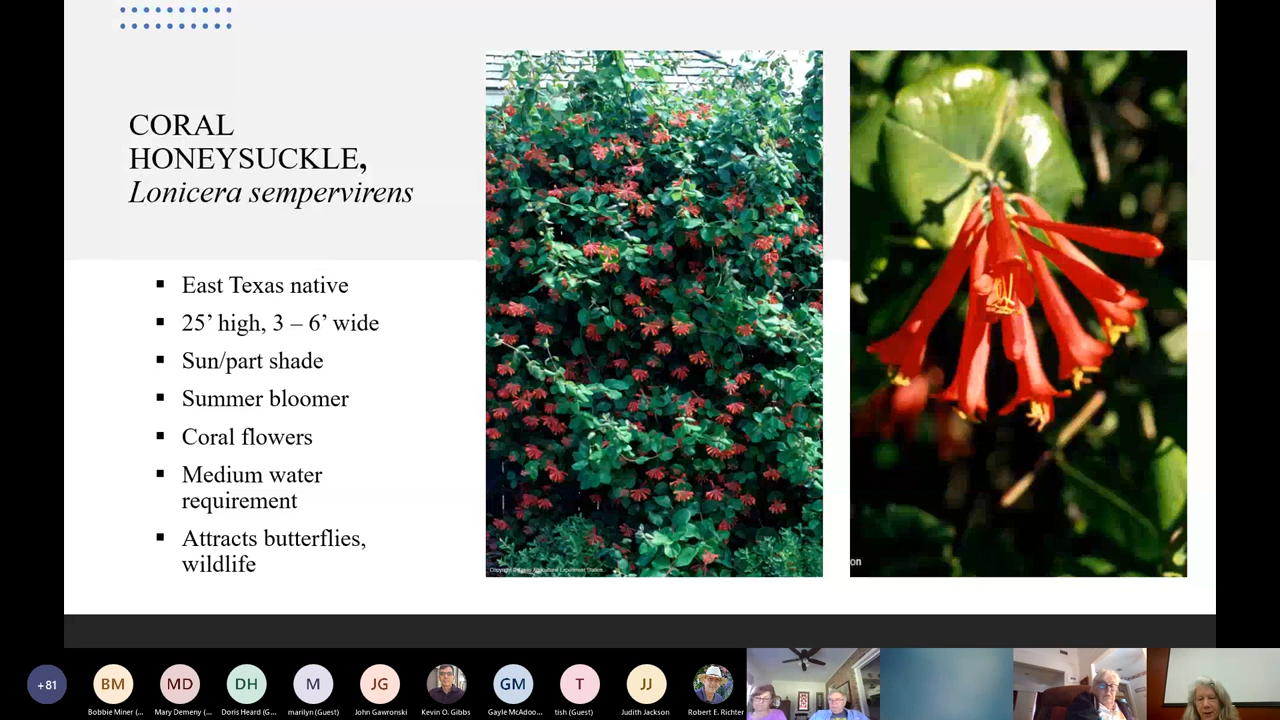 CORAL
HONEYSUCKLE,
Lonicera sempervirens
▪ East Texas native
▪ 25’ high, 3 – 6’ wide
▪ Sun/part shade
▪ Summer bloomer
▪ Coral flowers
▪ Medium water
requirement
▪ Attracts butterflies,
wildlife
on
+81
BM
MD
DH
M
JG
GM
T
JJ
Bobbie Miner (...
Mary Demeny (...
Doris Heard (G...
marilyn (Guest)
John Gawronski
Kevin O. Gibbs
Gayle McAdoo...
tish (Guest)
Judith Jackson
Robert E. Richter